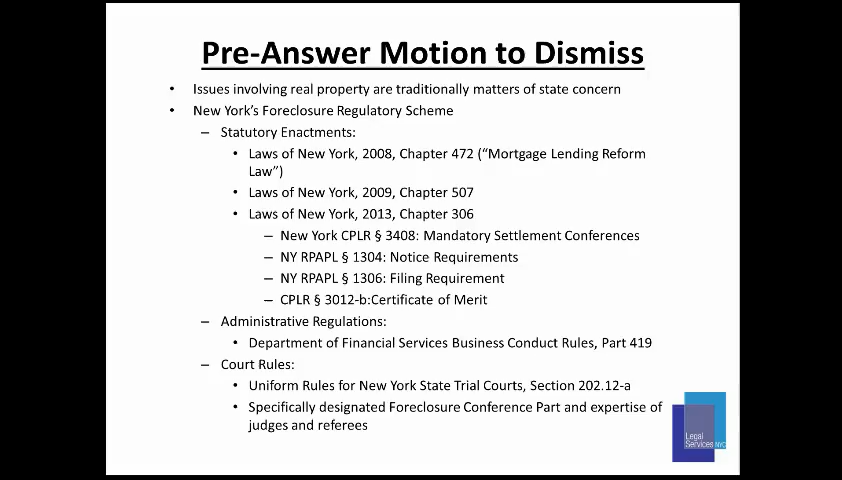 Pre-Answer Motion to Dismiss
• Issues involving real property are traditionally matters of state concern
• New York's Foreclosure Regulatory Scheme
– Statutory Enactments:
• Laws of New York, 2008, Chapter 472 ("Mortgage Lending Reform
Law")
• Laws of New York, 2009, Chapter 507
• Laws of New York, 2013, Chapter 306
– New York CPLR § 3408: Mandatory Settlement Conferences
– NY RPAPL § 1304: Notice Requirements
– NY RPAPL § 1306: Filing Requirement
– CPLR § 3012-b:Certificate of Merit
– Administrative Regulations:
• Department of Financial Services Business Conduct Rules, Part 419
– Court Rules:
• Uniform Rules for New York State Trial Courts, Section 202.12-a
• Specifically designated Foreclosure Conference Part and expertise of
judges and referees
Legal
Services NYC